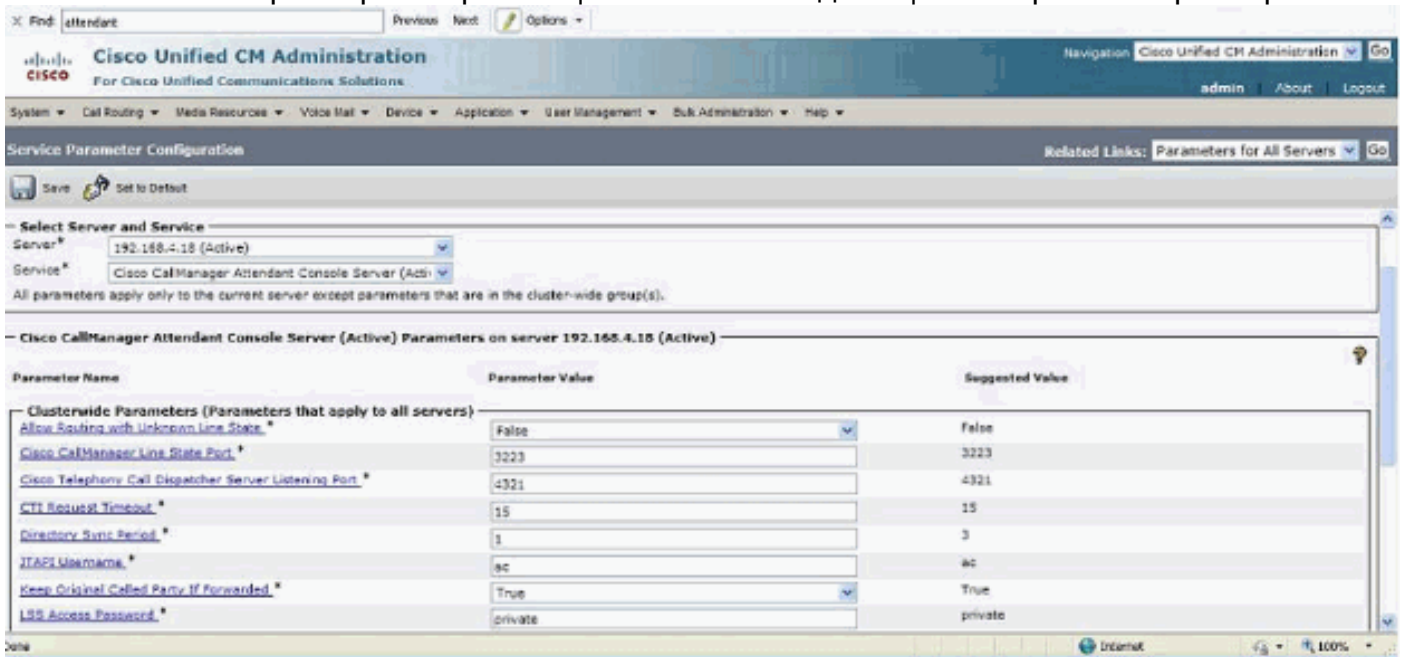 Find: attendant Previous Next Options
Cisco Unified CM Administration Navigation Cisco Unified CM Administration Go
CISCO For Cisco Unified Communications Solutions
admin About Logout
System Call Routing Media Resources Voice Mail Device Application User Management Bulk Administration Help
Service Parameter Configuration Related Links: Parameters for All Servers Go
Save Set to Default
Select Server and Service
Server* 192.168.4.18 (Active)
Service* Cisco CallManager Attendant Console Server (Acti
All parameters apply only to the current server except parameters that are in the cluster-wide group(s).
Cisco CallManager Attendant Console Server (Active) Parameters on server 192.168.4.18 (Active)
?
Parameter Name Parameter Value Suggested Value
Clusterwide Parameters (Parameters that apply to all servers)
Allow Routing with Unknown Line State * False False
Cisco CallManager Line State Port * 3223 3223
Cisco Telephony Call Dispatcher Server Listening Port * 4321 4321
CTI Request Timeout * 15 15
Directory Sync Period * 1 3
JTAPI Username * ac ac
Keep Original Called Party If Forwarded * True True
LSS Access Password * private private
Done Internet 100%